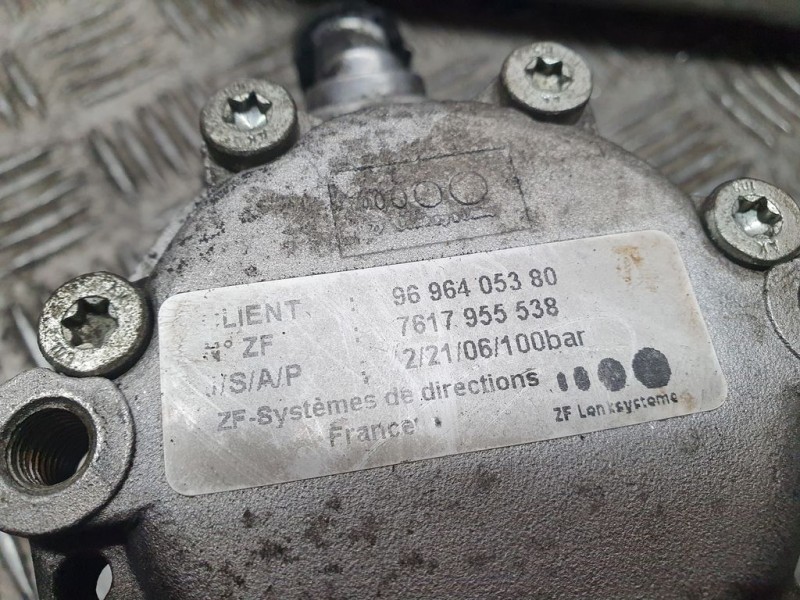 LIENT : 96 964 053 80
N° ZF : 7617 955 538
/S/A/P : 2/21/06/100bar
ZF-Systèmes de directions
France
ZF Lenksysteme